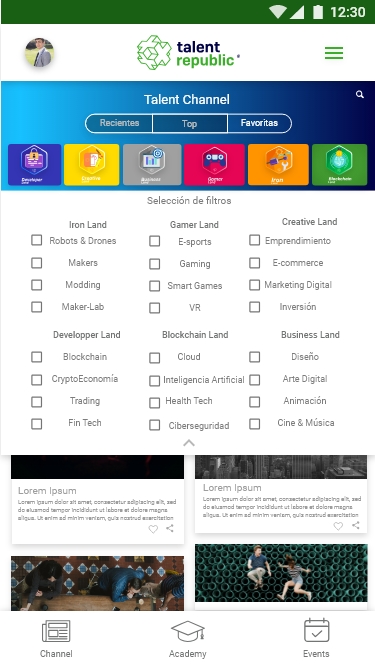 12:30
talent
republic
Talent Channel
Recientes Top Favoritas
Developer Creative Business Gamer Iron Blockchain
Selección de filtros
Iron Land Gamer Land Creative Land
Robots & Drones E-sports Emprendimiento
Makers Gaming E-commerce
Modding Smart Games Marketing Digital
Maker-Lab VR Inversión
Developper Land Blockchain Land Business Land
Blockchain Cloud Diseño
CryptoEconomía Inteligencia Artificial Arte Digital
Trading Health Tech Animación
Fin Tech Ciberseguridad Cine & Música
Lorem Ipsum
Lorem ipsum dolor sit amet, consectetur adipiscing elit, sed
do eiusmod tempor incididunt ut labore et dolore magna
aliqua. Ut enim ad minim veniam, quis nostrud exercitation
Lorem Ipsum
Lorem ipsum dolor sit amet, consectetur adipiscing elit, sed
do eiusmod tempor incididunt ut labore et dolore magna
aliqua. Ut enim ad minim veniam, quis nostrud exercitation
Channel Academy Events